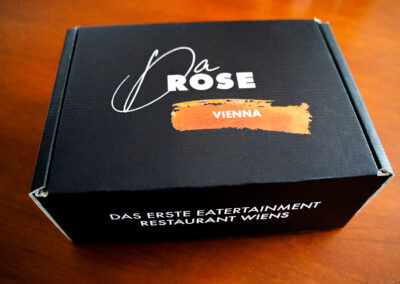 Da
ROSE
VIENNA
DAS ERSTE EATERTAINMENT
RESTAURANT WIENS